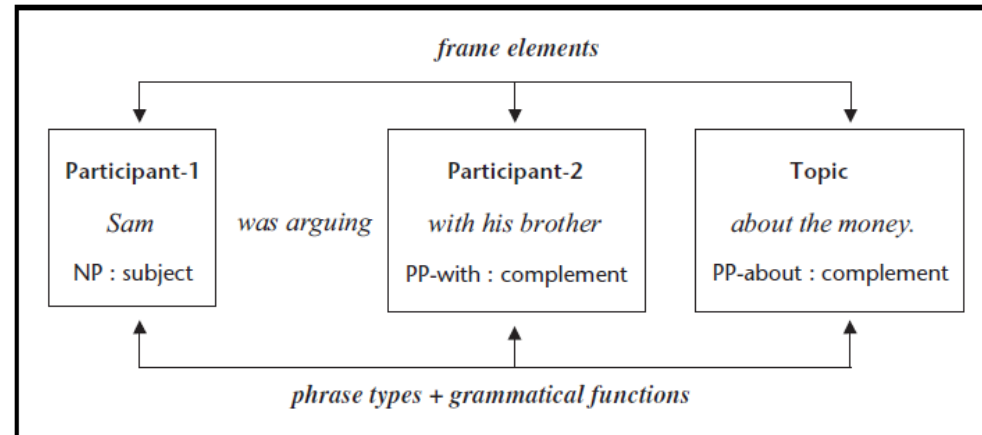 frame elements
Participant-1
Sam
NP : subject
was arguing
Participant-2
with his brother
PP-with : complement
Topic
about the money.
PP-about : complement
phrase types + grammatical functions